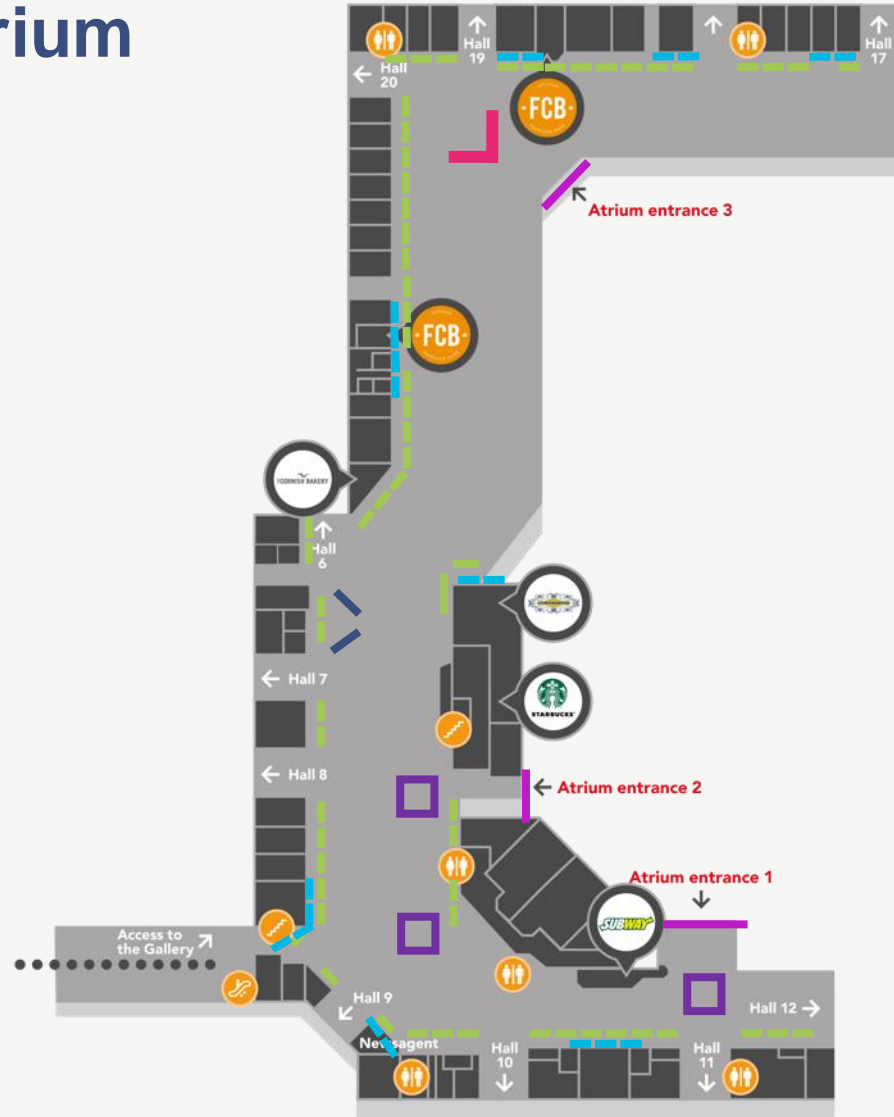 rium
Hall
19
Hall
17
Hall
20
FCB
Atrium entrance 3
FCB
CORNISH BAKERY
Hall
6
Hall 7
STARBUCKS
Hall 8
Atrium entrance 2
Atrium entrance 1
SUBWAY
Access to
the Gallery
Hall 9
Hall 12
Newsagent
Hall
10
Hall
11